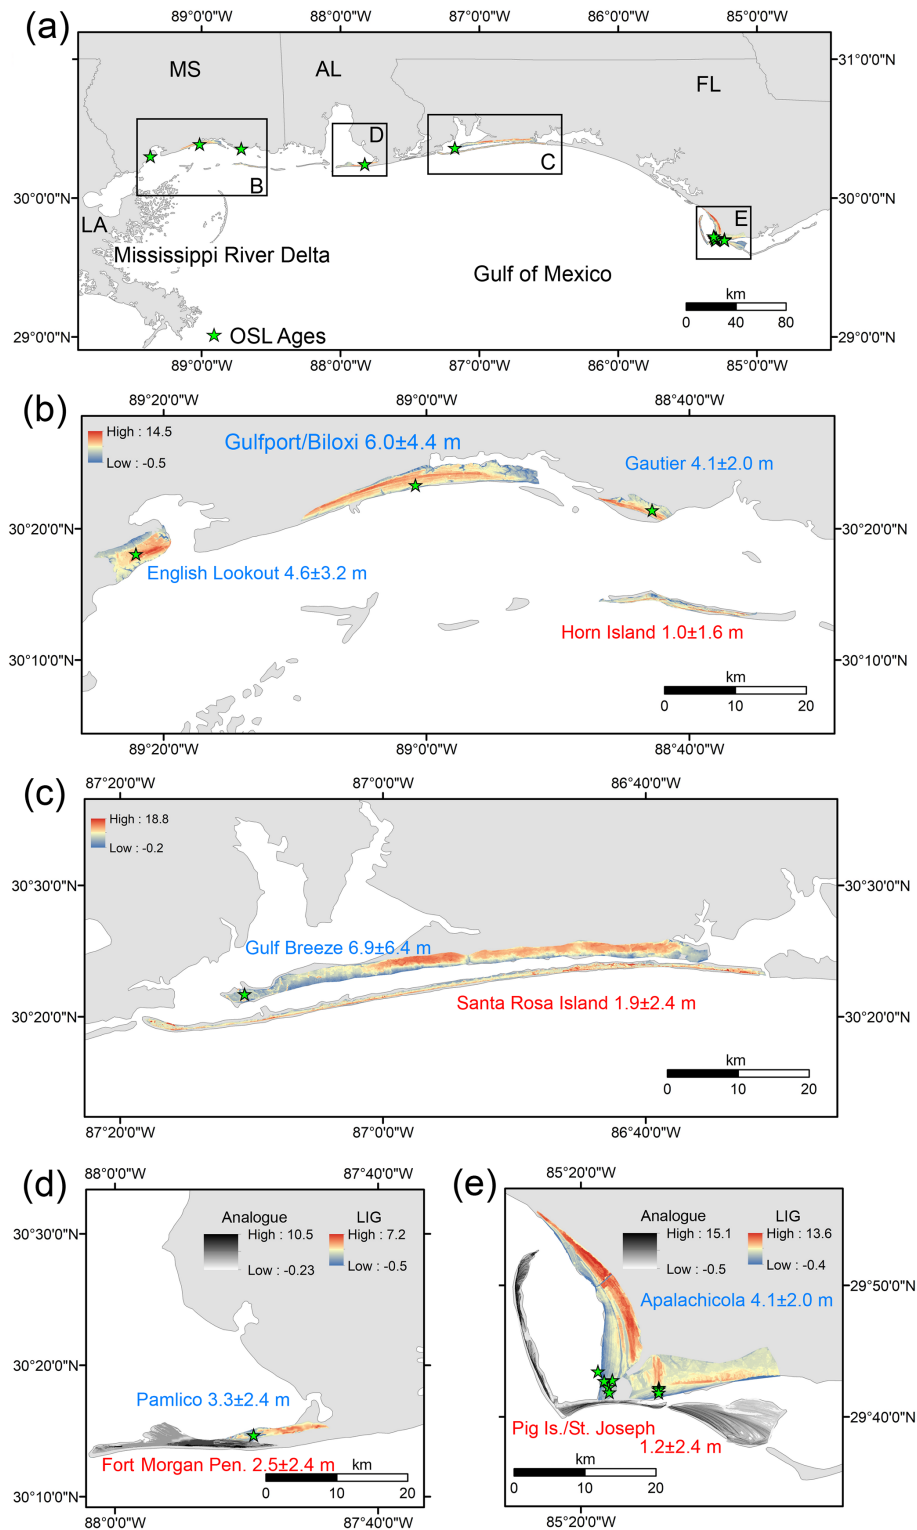 (a)
89°0'0"W 88°0'0"W 87°0'0"W 86°0'0"W 85°0'0"W
MS AL FL
31°0'0"N 31°0'0"N
D
B C
30°0'0"N 30°0'0"N
LA E
Mississippi River Delta
Gulf of Mexico
km
0 40 80
29°0'0"N 29°0'0"N
OSL Ages
89°0'0"W 88°0'0"W 87°0'0"W 86°0'0"W 85°0'0"W
(b)
89°20'0"W 89°0'0"W 88°40'0"W
High : 14.5
Low : -0.5
Gulfport/Biloxi 6.0±4.4 m
Gautier 4.1±2.0 m
30°20'0"N 30°20'0"N
English Lookout 4.6±3.2 m
Horn Island 1.0±1.6 m
30°10'0"N 30°10'0"N
km
0 10 20
89°20'0"W 89°0'0"W 88°40'0"W
(c)
87°20'0"W 87°0'0"W 86°40'0"W
High : 18.8
Low : -0.2
30°30'0"N 30°30'0"N
Gulf Breeze 6.9±6.4 m
Santa Rosa Island 1.9±2.4 m
30°20'0"N 30°20'0"N
km
0 10 20
87°20'0"W 87°0'0"W 86°40'0"W
(d)
88°0'0"W 87°40'0"W
Analogue LIG
High : 10.5 High : 7.2
Low : -0.23 Low : -0.5
30°30'0"N
30°20'0"N
Pamlico 3.3±2.4 m
Fort Morgan Pen. 2.5±2.4 m
km
0 10 20
30°10'0"N
88°0'0"W 87°40'0"W
(e)
85°20'0"W
Analogue LIG
High : 15.1 High : 13.6
Low : -0.5 Low : -0.4
29°50'0"N
Apalachicola 4.1±2.0 m
29°40'0"N
Pig Is./St. Joseph
1.2±2.4 m
km
0 10 20
85°20'0"W